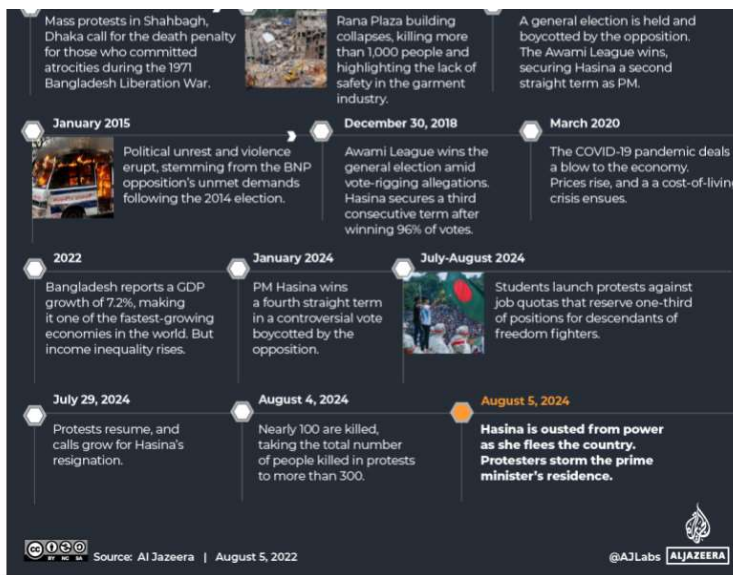 Mass protests in Shahbagh,
Dhaka call for the death penalty
for those who committed
atrocities during the 1971
Bangladesh Liberation War.
Rana Plaza building
collapses, killing more
than 1,000 people and
highlighting the lack of
safety in the garment
industry.
A general election is held and
boycotted by the opposition.
The Awami League wins,
securing Hasina a second
straight term as PM.
January 2015
Political unrest and violence
erupt, stemming from the BNP
opposition's unmet demands
following the 2014 election.
December 30, 2018
Awami League wins the
general election amid
vote-rigging allegations.
Hasina secures a third
consecutive term after
winning 96% of votes.
March 2020
The COVID-19 pandemic deals
a blow to the economy.
Prices rise, and a a cost-of-living
crisis ensues.
2022
Bangladesh reports a GDP
growth of 7.2%, making
it one of the fastest-growing
economies in the world. But
income inequality rises.
January 2024
PM Hasina wins
a fourth straight term
in a controversial vote
boycotted by the
opposition.
July-August 2024
Students launch protests against
job quotas that reserve one-third
of positions for descendants of
freedom fighters.
July 29, 2024
Protests resume, and
calls grow for Hasina's
resignation.
August 4, 2024
Nearly 100 are killed,
taking the total number
of people killed in protests
to more than 300.
August 5, 2024
Hasina is ousted from power
as she flees the country.
Protesters storm the prime
minister's residence.
cc BY NC SA
Source: Al Jazeera | August 5, 2022
@AJLabs ALJAZEERA